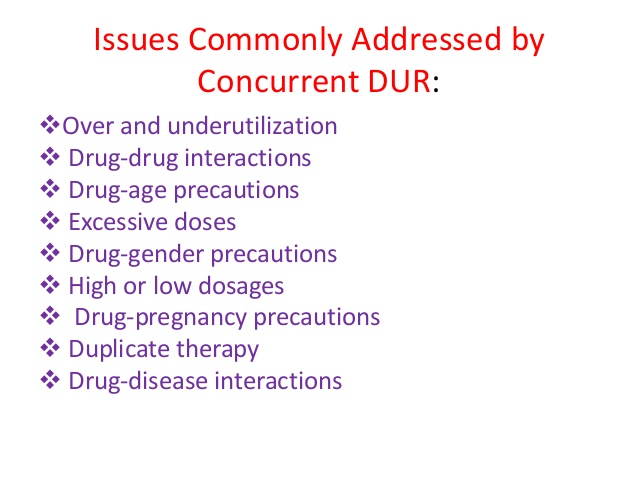 Issues Commonly Addressed by
Concurrent DUR:
❖Over and underutilization
❖ Drug-drug interactions
❖ Drug-age precautions
❖ Excessive doses
❖ Drug-gender precautions
❖ High or low dosages
❖ Drug-pregnancy precautions
❖ Duplicate therapy
❖ Drug-disease interactions